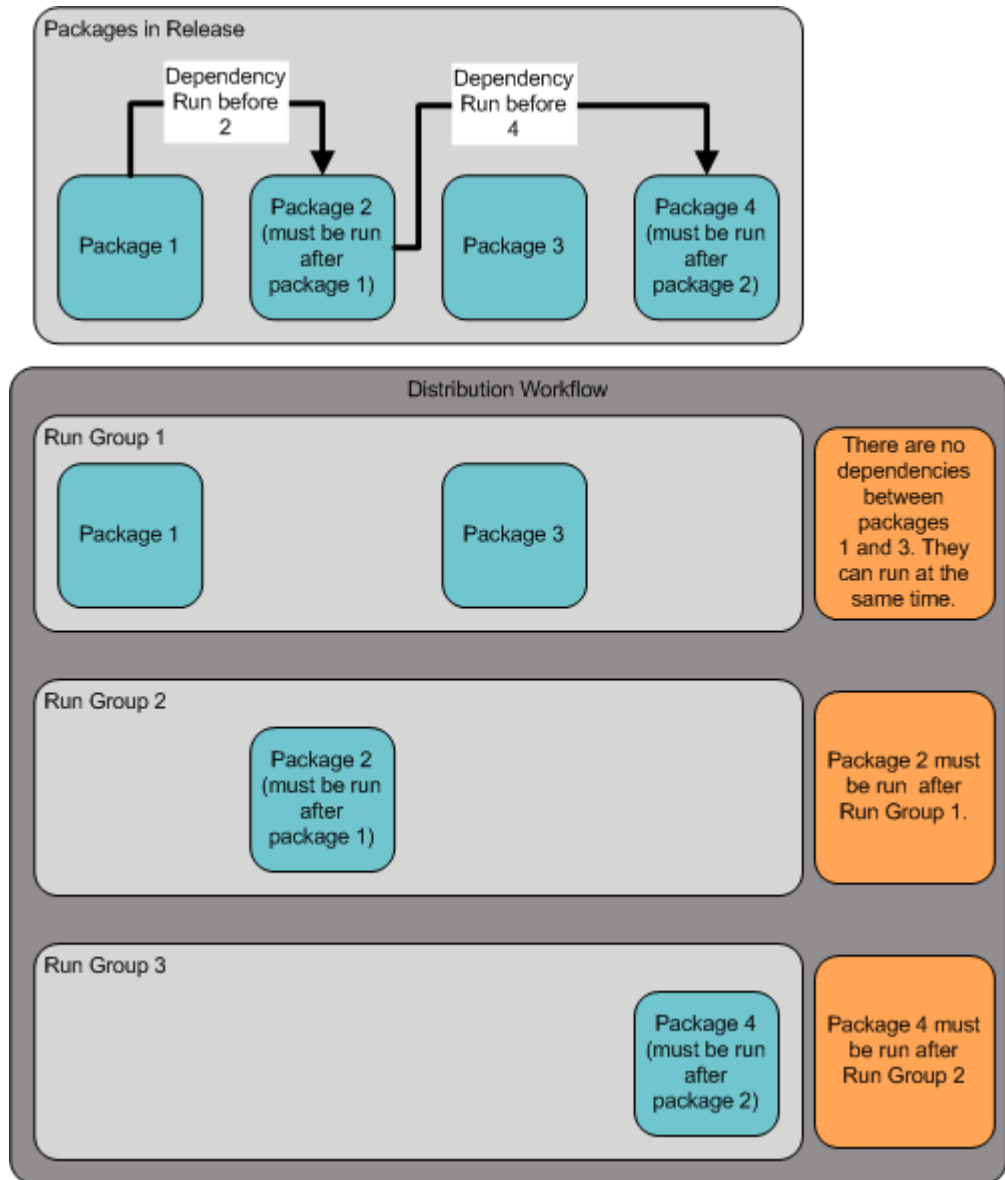 Packages in Release
Dependency
Run before
2
Dependency
Run before
4
Package 1
Package 2
(must be run
after
package 1)
Package 3
Package 4
(must be run
after
package 2)
Distribution Workflow
Run Group 1
Package 1
Package 3
There are no
dependencies
between
packages
1 and 3. They
can run at the
same time.
Run Group 2
Package 2
(must be run
after
package 1)
Package 2 must
be run after
Run Group 1.
Run Group 3
Package 4
(must be run
after
package 2)
Package 4 must
be run after
Run Group 2